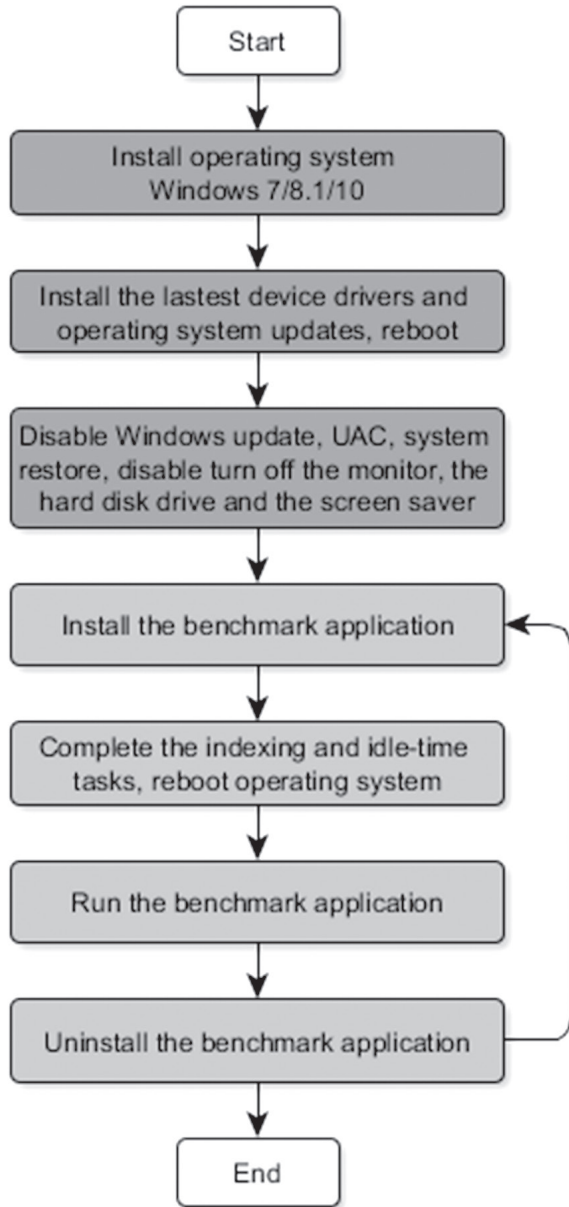 Start
Install operating system
Windows 7/8.1/10
Install the lastest device drivers and
operating system updates, reboot
Disable Windows update, UAC, system
restore, disable turn off the monitor, the
hard disk drive and the screen saver
Install the benchmark application
Complete the indexing and idle-time
tasks, reboot operating system
Run the benchmark application
Uninstall the benchmark application
End